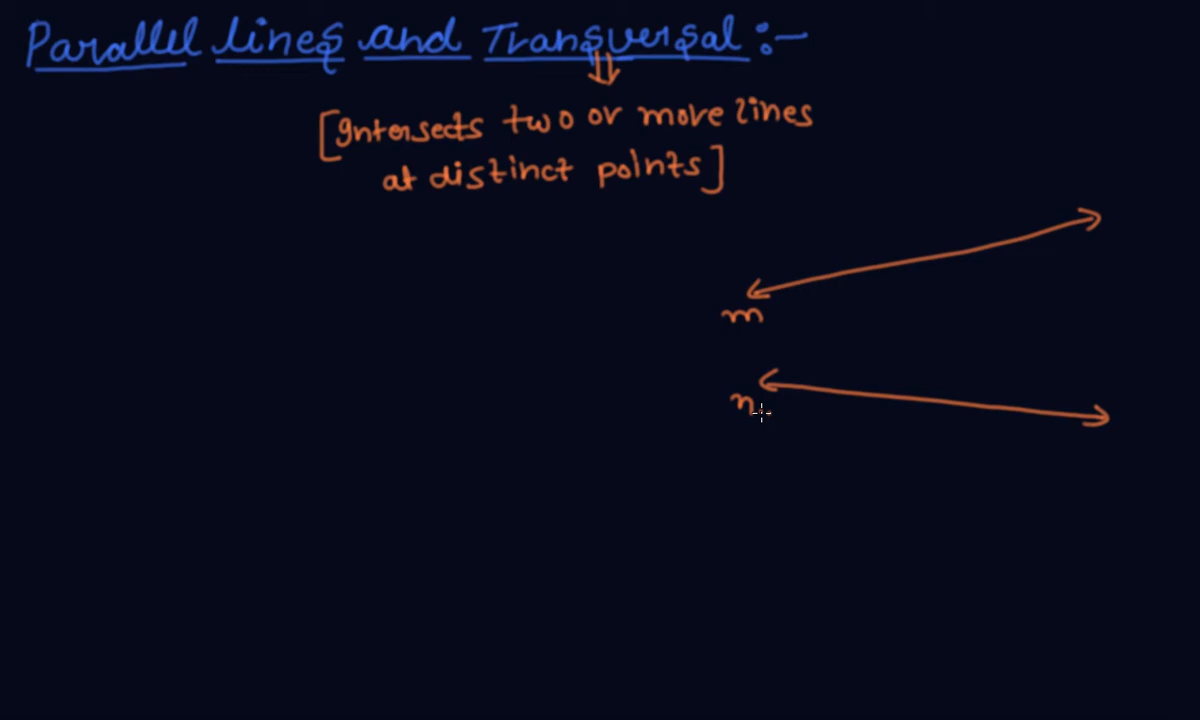 Parallel lines and Transversal :-
[Intersects two or more lines
at distinct points]
m
n